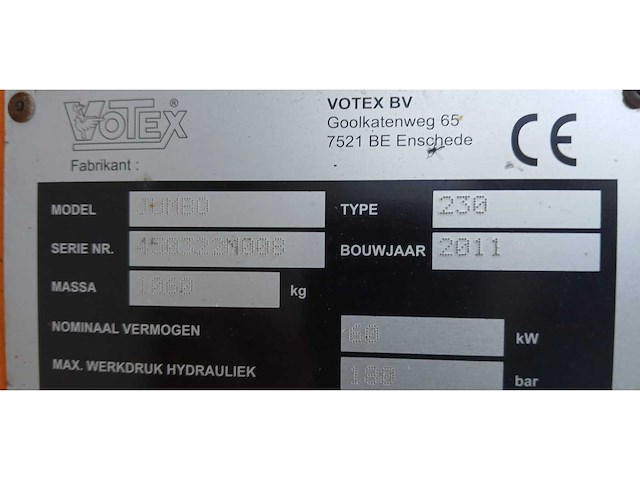 VOTEX®
VOTEX BV
Goolkatenweg 65
7521 BE Enschede
CE
Fabrikant :
MODEL JUMBO TYPE 230
SERIE NR. BOUWJAAR 2011
MASSA 1060 kg
NOMINAAL VERMOGEN 60 kW
MAX. WERKDRUK HYDRAULIEK 180 bar